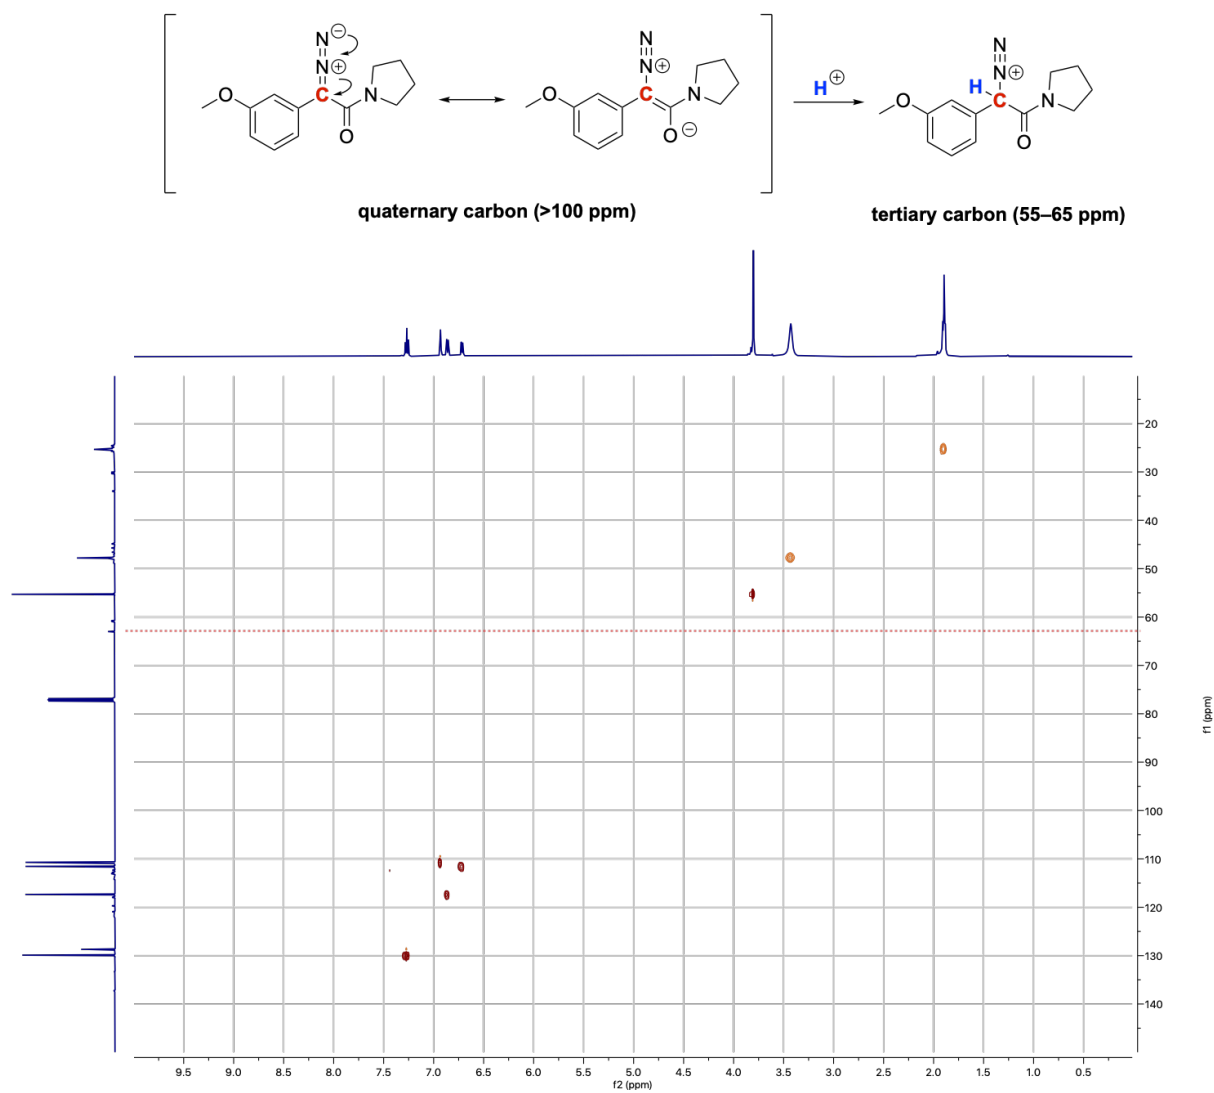 N ⊖
N ⊕
O
C
N
O
N
N ⊕
O
C
N
O ⊖
H ⊕
N
N ⊕
H
O
C
N
O
quaternary carbon (>100 ppm)
tertiary carbon (55–65 ppm)
20
30
40
50
60
70
80
90
100
110
120
130
140
f1 (ppm)
9.5 9.0 8.5 8.0 7.5 7.0 6.5 6.0 5.5 5.0 4.5 4.0 3.5 3.0 2.5 2.0 1.5 1.0 0.5
f2 (ppm)